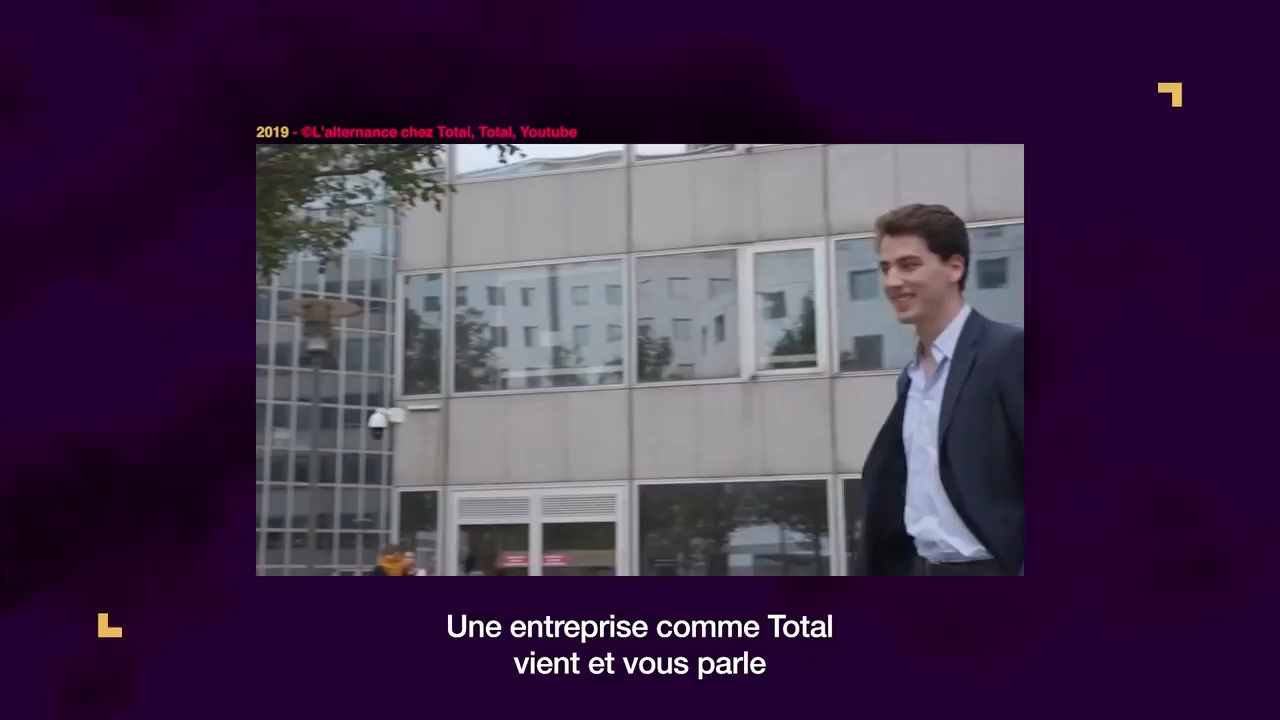 2019 - ©L'alternance chez Total, Total, Youtube
Une entreprise comme Total
vient et vous parle